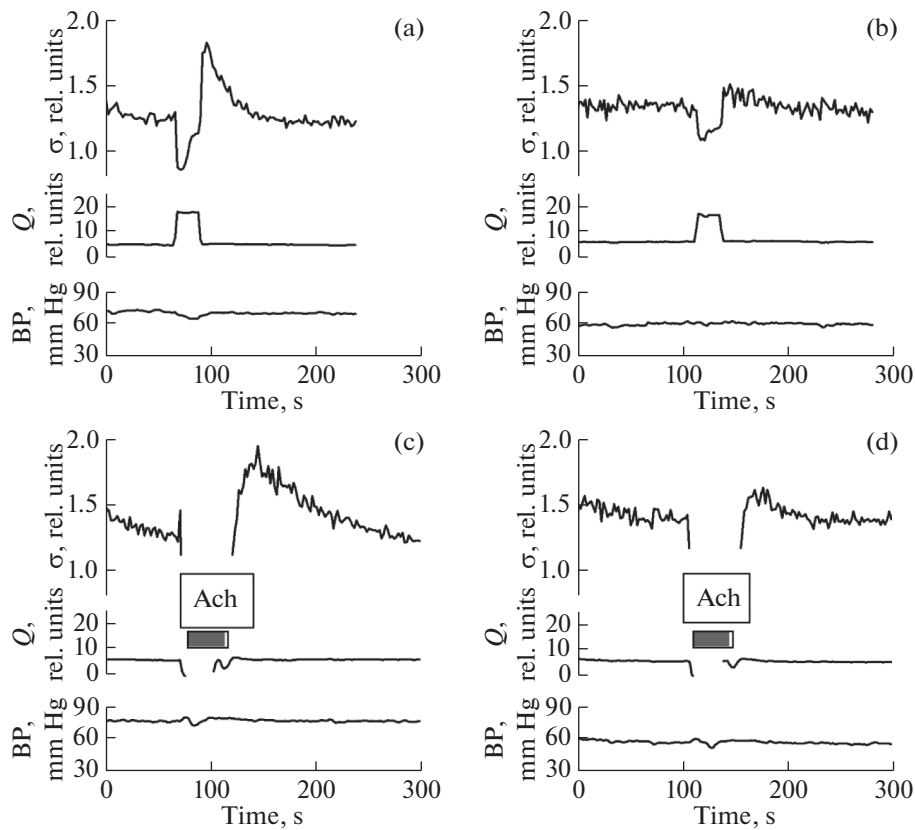 (a)
σ, rel. units
2.0
1.5
1.0
Q, rel. units
20
10
0
BP, mm Hg
90
60
30
0 100 200 300
Time, s
(b)
σ, rel. units
2.0
1.5
1.0
Q, rel. units
20
10
0
BP, mm Hg
90
60
30
0 100 200 300
Time, s
(c)
σ, rel. units
2.0
1.5
1.0
Ach
Q, rel. units
20
10
0
BP, mm Hg
90
60
30
0 100 200 300
Time, s
(d)
σ, rel. units
2.0
1.5
1.0
Ach
Q, rel. units
20
10
0
BP, mm Hg
90
60
30
0 100 200 300
Time, s